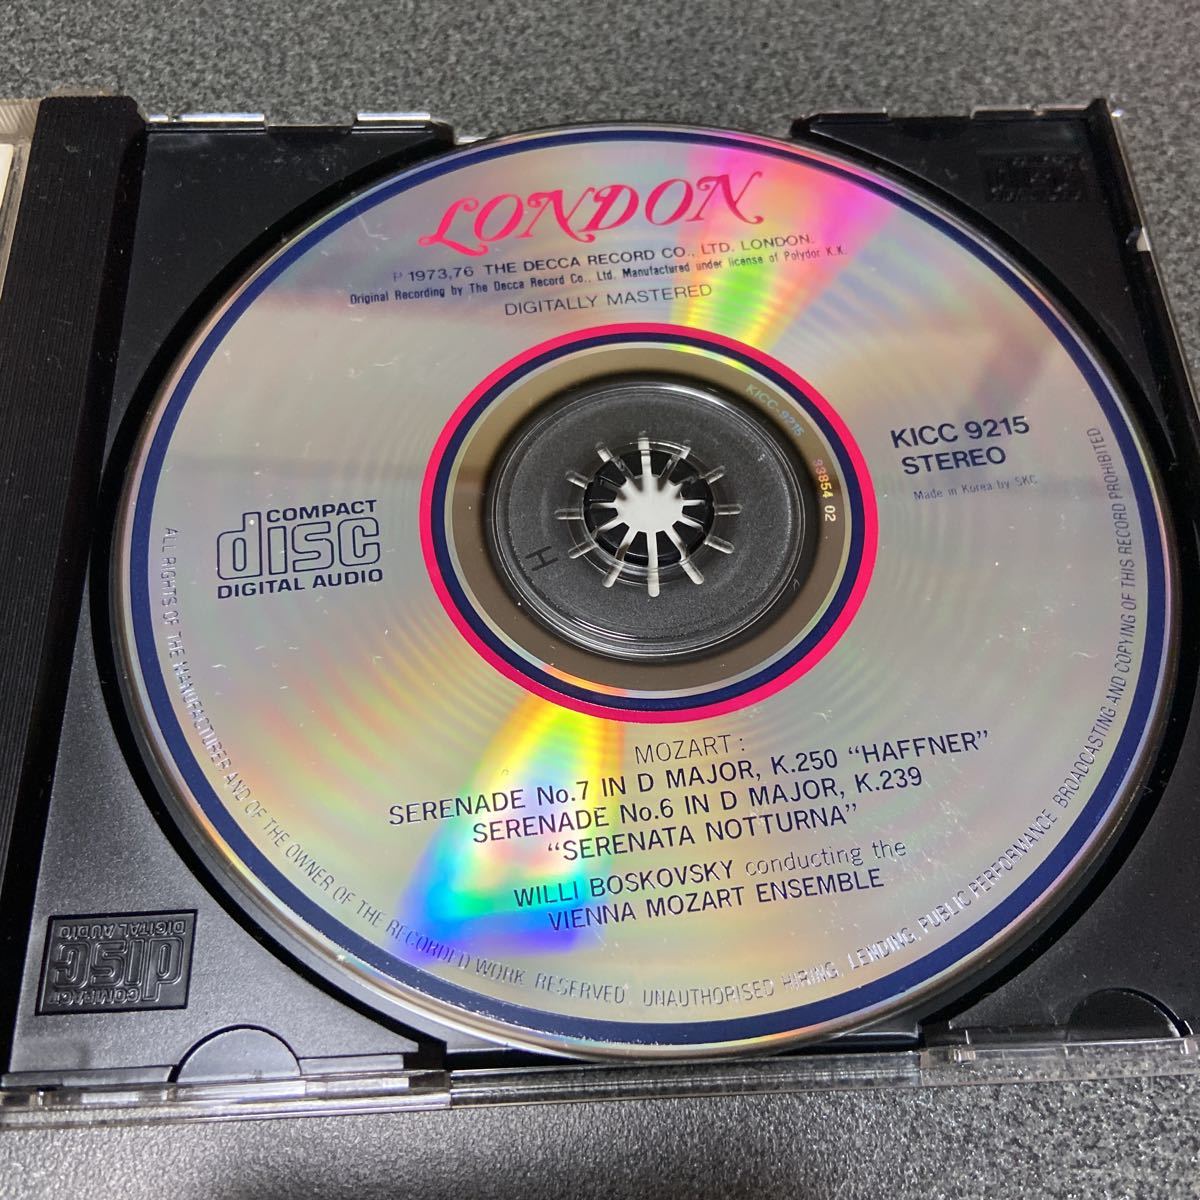 LONDON
P 1973,76 THE DECCA RECORD CO., LTD. LONDON.
Original Recording by The Decca Record Co., Ltd. Manufactured under license of Polydor K.K.
DIGITALLY MASTERED
KICC-9215
93854 02
KICC 9215
STEREO
Made in Korea by SKC
COMPACT
disc
DIGITAL AUDIO
H
MOZART:
SERENADE No.7 IN D MAJOR, K.250 “HAFFNER”
SERENADE No.6 IN D MAJOR, K.239
“SERENATA NOTTURNA”
WILLI BOSKOVSKY conducting the
VIENNA MOZART ENSEMBLE
ALL RIGHTS OF THE MANUFACTURER AND OF THE OWNER OF THE RECORDED WORK RESERVED. UNAUTHORISED HIRING, LENDING, PUBLIC PERFORMANCE, BROADCASTING AND COPYING OF THIS RECORD PROHIBITED
COMPACT
disc
DIGITAL AUDIO